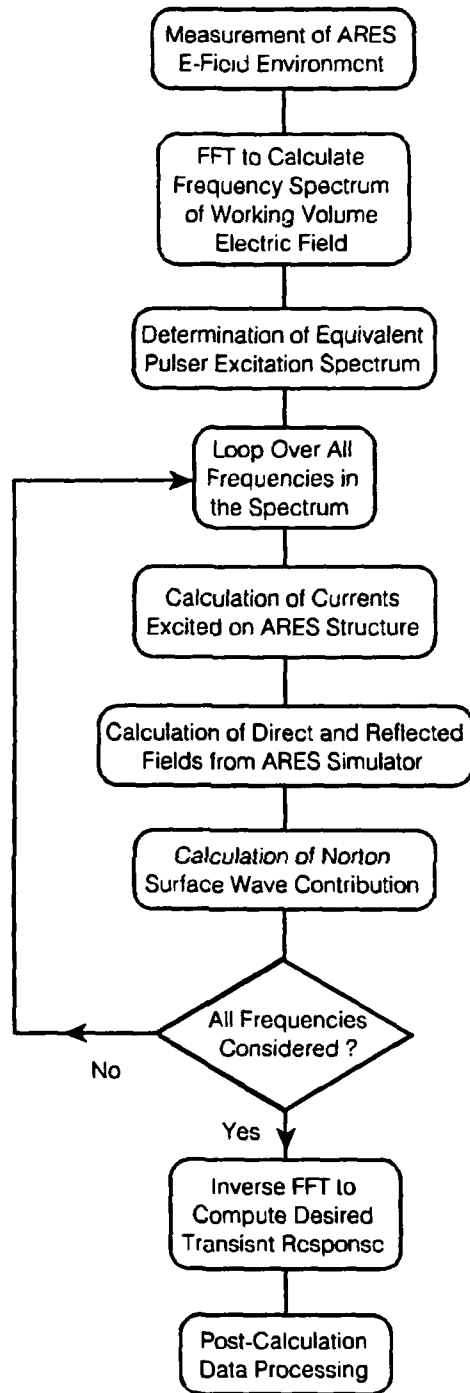 Measurement of ARES
E-Field Environment
FFT to Calculate
Frequency Spectrum
of Working Volume
Electric Field
Determination of Equivalent
Pulser Excitation Spectrum
Loop Over All
Frequencies in
the Spectrum
Calculation of Currents
Excited on ARES Structure
Calculation of Direct and Reflected
Fields from ARES Simulator
Calculation of Norton
Surface Wave Contribution
All Frequencies
Considered ?
No
Yes
Inverse FFT to
Compute Desired
Transisnt Response
Post-Calculation
Data Processing